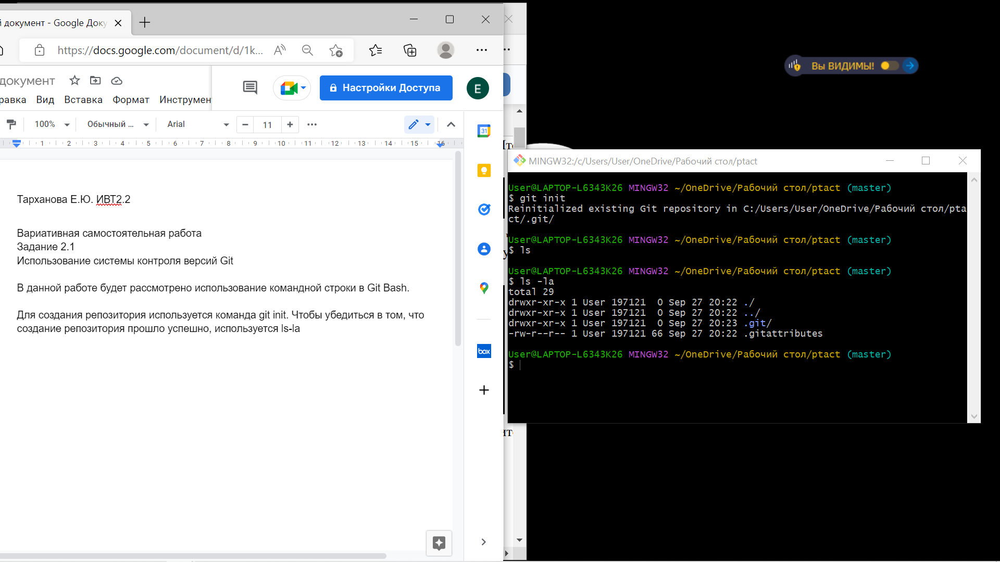 й документ - Google Доку
https://docs.google.com/document/d/1k...
документ
равка Вид Вставка Формат Инструмен
Настройки Доступа
E
100% Обычный ... Arial 11
1 2 3 4 5 6 7 8 9 10 11 12 13 14 15 16
31
box
Тарханова Е.Ю. ИВТ2.2
Вариативная самостоятельная работа
Задание 2.1
Использование системы контроля версий Git
В данной работе будет рассмотрено использование командной строки в Git Bash.
Для создания репозитория используется команда git init. Чтобы убедиться в том, что
создание репозитория прошло успешно, используется ls-la
Вы ВИДИМЫ!
MINGW32:/c/Users/User/OneDrive/Рабочий стол/ptact
User@LAPTOP-L6343K26 MINGW32 ~/OneDrive/Рабочий стол/ptact (master)
$ git init
Reinitialized existing Git repository in C:/Users/User/OneDrive/Рабочий стол/pta
ct/.git/
User@LAPTOP-L6343K26 MINGW32 ~/OneDrive/Рабочий стол/ptact (master)
$ ls
User@LAPTOP-L6343K26 MINGW32 ~/OneDrive/Рабочий стол/ptact (master)
$ ls -la
total 29
drwxr-xr-x 1 User 197121  0 Sep 27 20:22 ./
drwxr-xr-x 1 User 197121  0 Sep 27 20:22 ../
drwxr-xr-x 1 User 197121  0 Sep 27 20:23 .git/
-rw-r--r-- 1 User 197121 66 Sep 27 20:22 .gitattributes
User@LAPTOP-L6343K26 MINGW32 ~/OneDrive/Рабочий стол/ptact (master)
$